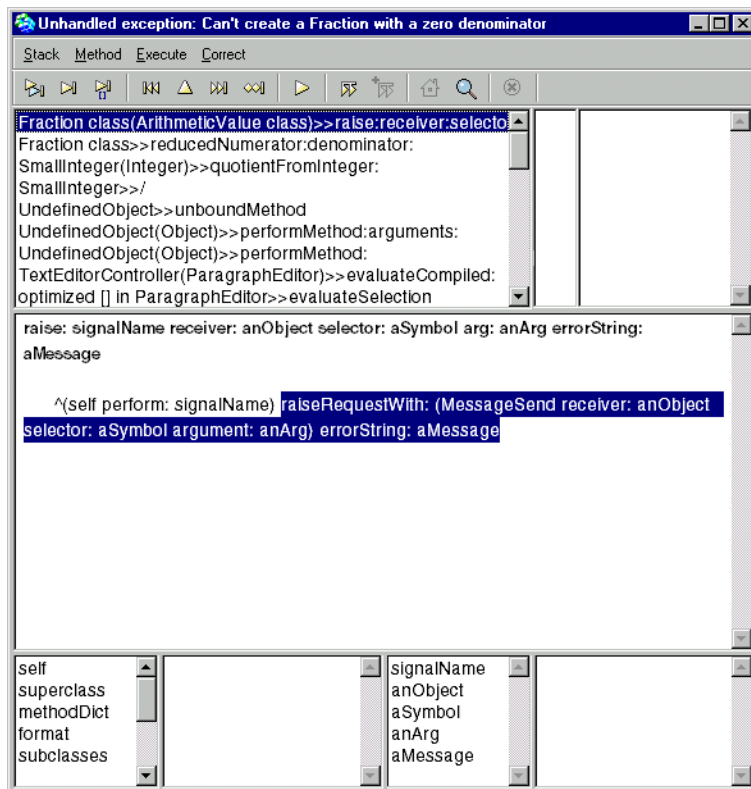 Unhandled exception: Can't create a Fraction with a zero denominator
Stack Method Execute Correct
Fraction class(ArithmeticValue class)>>raise:receiver:selecto
Fraction class>>reducedNumerator:denominator:
SmallInteger(Integer)>>quotientFromInteger:
SmallInteger>>/
UndefinedObject>>unboundMethod
UndefinedObject(Object)>>performMethod:arguments:
UndefinedObject(Object)>>performMethod:
TextEditorController(ParagraphEditor)>>evaluateCompiled:
optimized [] in ParagraphEditor>>evaluateSelection
raise: signalName receiver: anObject selector: aSymbol arg: anArg errorString:
aMessage
^(self perform: signalName) raiseRequestWith: (MessageSend receiver: anObject
selector: aSymbol argument: anArg) errorString: aMessage
self
superclass
methodDict
format
subclasses
signalName
anObject
aSymbol
anArg
aMessage